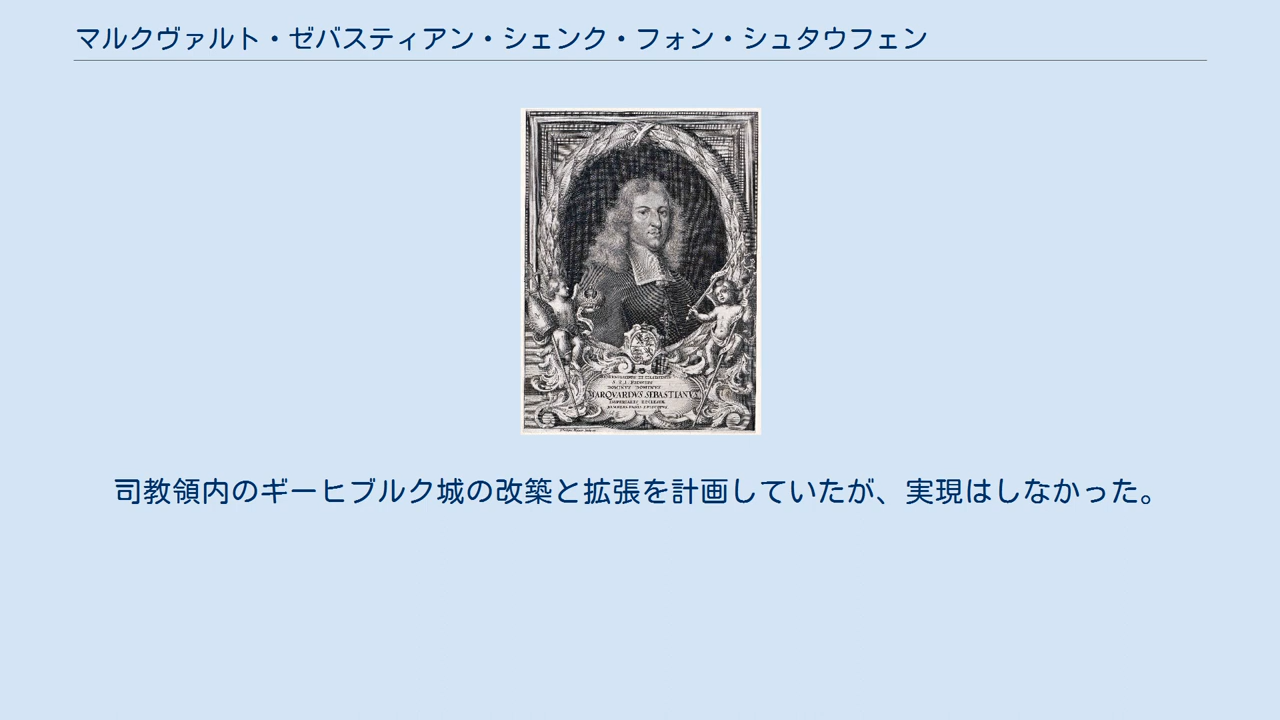 マルクヴァルト・ゼバスティアン・シェンク・フォン・シュタウフェン
MARQVARDVS SEBASTIAN
司教領内のギーヒブルク城の改築と拡張を計画していたが、実現はしなかった。